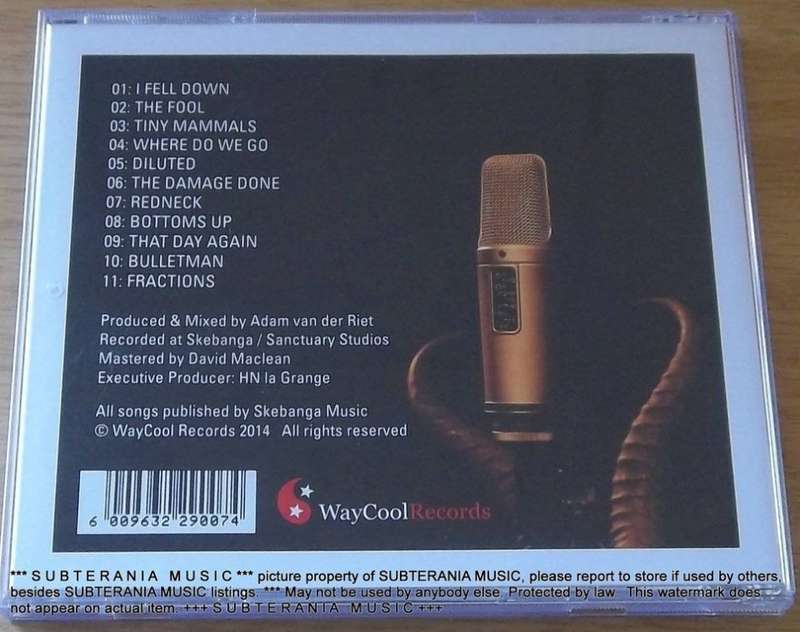 01: I FELL DOWN
02: THE FOOL
03: TINY MAMMALS
04: WHERE DO WE GO
05: DILUTED
06: THE DAMAGE DONE
07: REDNECK
08: BOTTOMS UP
09: THAT DAY AGAIN
10: BULLETMAN
11: FRACTIONS
Produced & Mixed by Adam van der Riet
Recorded at Skebanga / Sanctuary Studios
Mastered by David Maclean
Executive Producer: HN la Grange
All songs published by Skebanga Music
© WayCool Records 2014 All rights reserved
6 009632 290074
WayCoolRecords
*** S U B T E R A N I A  M U S I C *** picture property of SUBTERANIA MUSIC, please report to store if used by others,
besides SUBTERANIA MUSIC listings. *** May not be used by anybody else. Protected by law  This watermark does
not appear on actual item. +++ S U B T E R A N I A  M U S I C +++